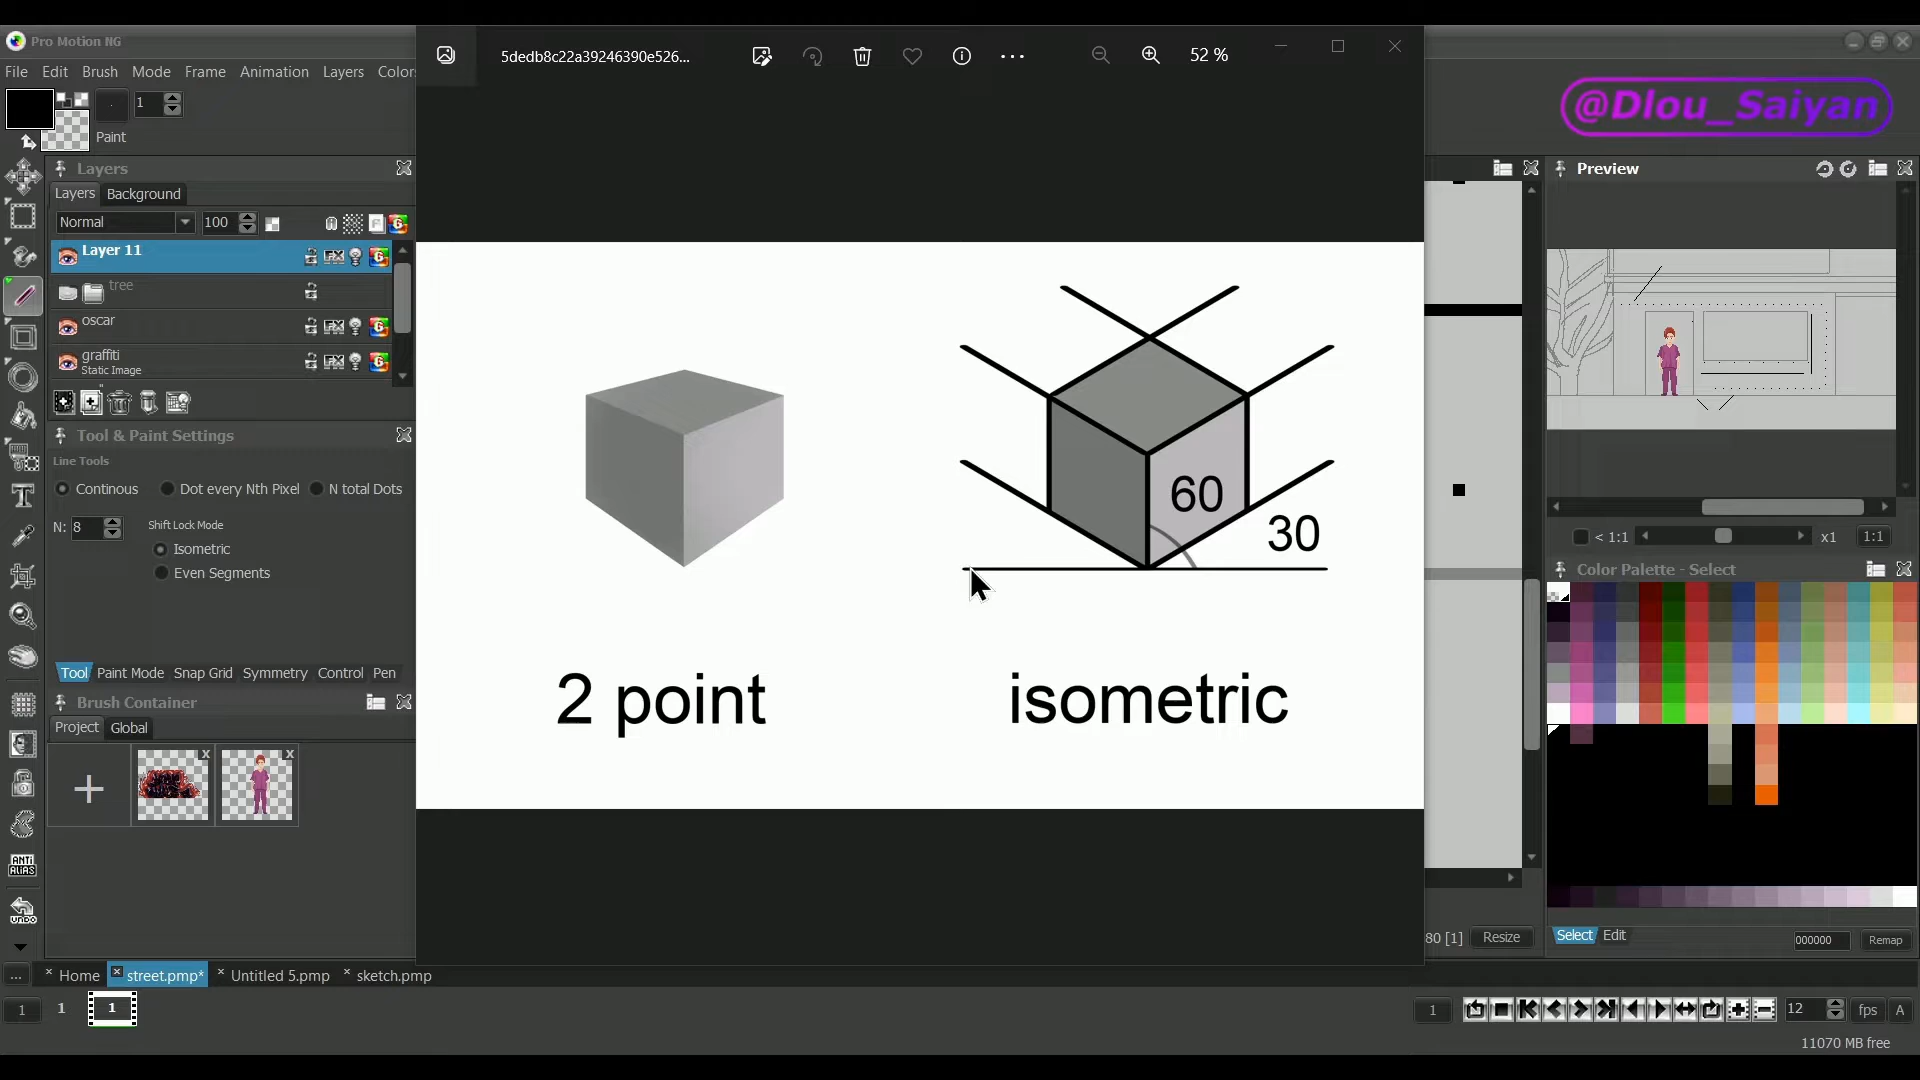 Pro Motion NG
5dedb8c22a39246390e526...
52 %
File Edit Brush Mode Frame Animation Layers Color
@Dlou_Saiyan
1
Paint
Layers
Layers Background
Normal 100
Layer 11
tree
oscar
graffiti
Static Image
Tool & Paint Settings
Line Tools
Continous Dot every Nth Pixel N total Dots
N: 8 Shift Lock Mode
Isometric
Even Segments
Tool Paint Mode Snap Grid Symmetry Control Pen
Brush Container
Project Global
x x
ANTI
ALIAS
UNDO
60
30
2 point
isometric
Preview
< 1:1 x1 1:1
Color Palette - Select
Select Edit 000000 Remap
80 [1] Resize
... Home street.pmp* Untitled 5.pmp sketch.pmp
1 1 1
1 12 fps A
11070 MB free